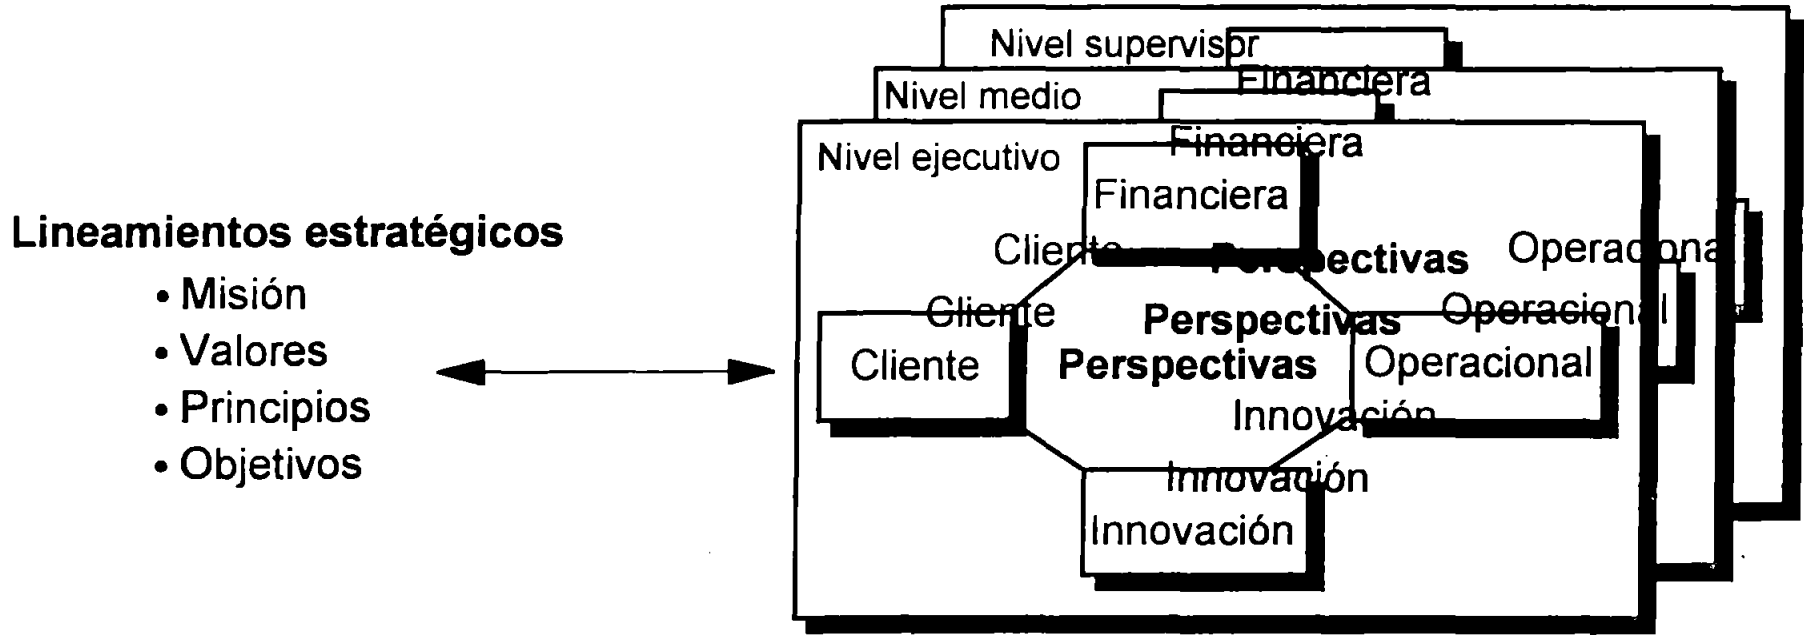 Lineamientos estratégicos
• Misión
• Valores
• Principios
• Objetivos
Nivel supervisor
Financiera
Nivel medio
Financiera
Nivel ejecutivo
Financiera
Cliente
Perspectivas
Operacional
Cliente
Perspectivas
Operacional
Cliente
Perspectivas
Operacional
Innovación
Innovación
Innovación